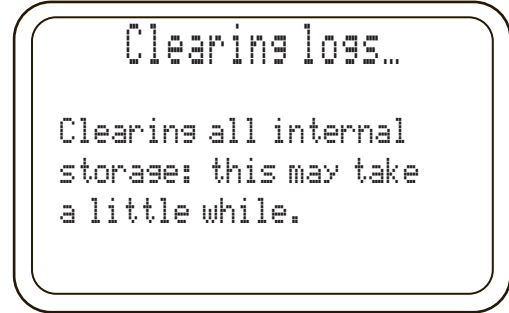 Clearing logs…
Clearing all internal
storage: this may take
a little while.